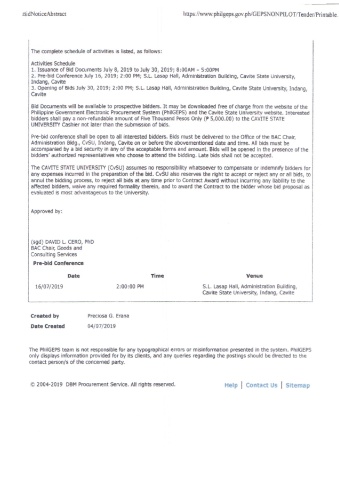 itidNoticeAbstract
https://www.philgeps.gov.ph/GEPSNONPILOT/Tender/Printable
The complete schedule of activities is listed, as follows:
Activities Schedule
1. Issuance of Bid Documents July 8, 2019 to July 30, 2019; 8:00AM – 5:00PM
2. Pre-bid Conference July 16, 2019; 2:00 PM; S.L. Lasap Hall, Administration Building, Cavite State University,
Indang, Cavite
3. Opening of Bids July 30, 2019; 2:00 PM; S.L. Lasap Hall, Administration Building, Cavite State University, Indang,
Cavite
Bid Documents will be available to prospective bidders. It may be downloaded free of charge from the website of the
Philippine Government Electronic Procurement System (PhilGEPS) and the Cavite State University website. Interested
bidders shall pay a non-refundable amount of Five Thousand Pesos Only (₱ 5,000.00) to the CAVITE STATE
UNIVERSITY Cashier not later than the submission of bids.
Pre-bid conference shall be open to all interested bidders. Bids must be delivered to the Office of the BAC Chair,
Administration Bldg., CvSU, Indang, Cavite on or before the abovementioned date and time. All bids must be
accompanied by a bid security in any of the acceptable forms and amount. Bids will be opened in the presence of the
bidders' authorized representatives who choose to attend the bidding. Late bids shall not be accepted.
The CAVITE STATE UNIVERSITY (CvSU) assumes no responsibility whatsoever to compensate or indemnify bidders for
any expenses incurred in the preparation of the bid. CvSU also reserves the right to accept or reject any or all bids, to
annul the bidding process, to reject all bids at any time prior to Contract Award without incurring any liability to the
affected bidders, waive any required formality therein, and to award the Contract to the bidder whose bid proposal as
evaluated is most advantageous to the University.
Approved by:
(sgd) DAVID L. CERO, PhD
BAC Chair, Goods and
Consulting Services
Pre-bid Conference
Date Time Venue
16/07/2019 2:00:00 PM S.L. Lasap Hall, Administration Building,
Cavite State University, Indang, Cavite
Created by Preciosa G. Erana
Date Created 04/07/2019
The PhilGEPS team is not responsible for any typographical errors or misinformation presented in the system. PhilGEPS
only displays information provided for by its clients, and any queries regarding the postings should be directed to the
contact person/s of the concerned party.
© 2004-2019 DBM Procurement Service. All rights reserved. Help | Contact Us | Sitemap